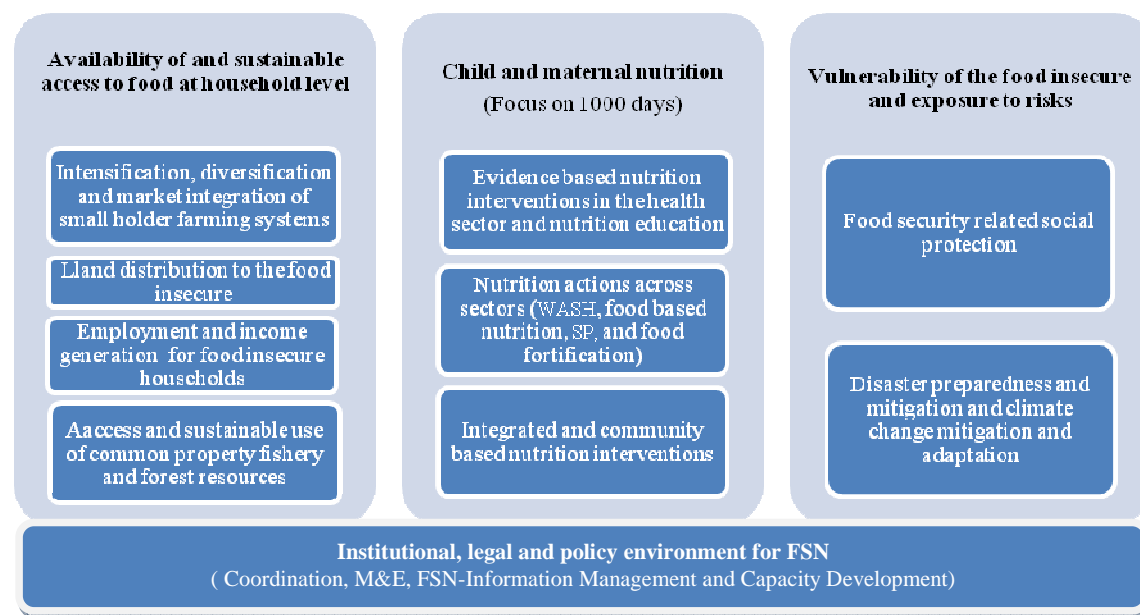 Availability of and sustainable
access to food at household level
Intensification, diversification
and market integration of
small holder farming systems
Lland distribution to the food
insecure
Employment and income
generation for food insecure
households
Aaccess and sustainable use
of common property fishery
and forest resources
Child and maternal nutrition
(Focus on 1000 days)
Evidence based nutrition
interventions in the health
sector and nutrition education
Nutrition actions across
sectors (WASH, food based
nutrition, SP, and food
fortification)
Integrated and community
based nutrition interventions
Vulnerability of the food insecure
and exposure to risks
Food security related social
protection
Disaster preparedness and
mitigation and climate
change mitigation and
adaptation
Institutional, legal and policy environment for FSN
( Coordination, M&E, FSN-Information Management and Capacity Development)